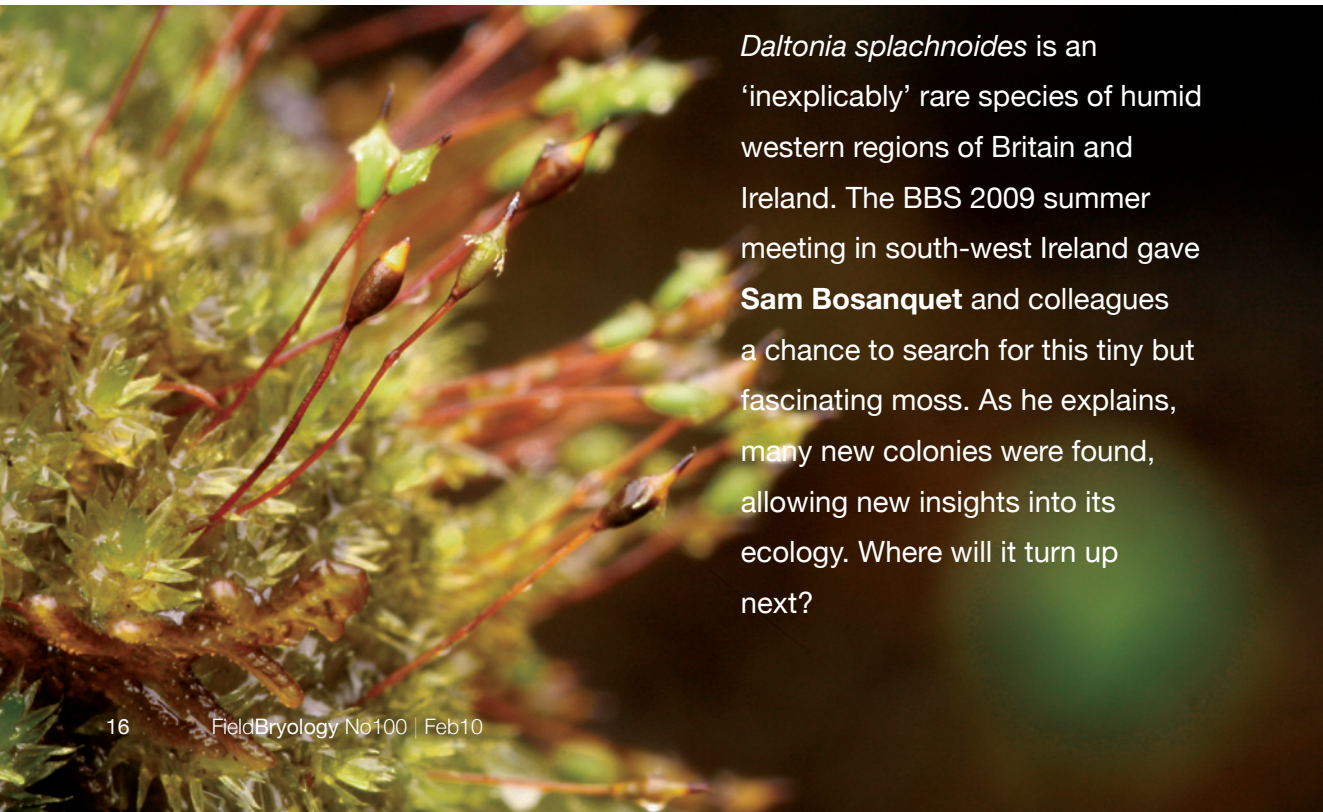 Daltonia splachnoides is an
‘inexplicably’ rare species of humid
western regions of Britain and
Ireland. The BBS 2009 summer
meeting in south-west Ireland gave
Sam Bosanquet and colleagues
a chance to search for this tiny but
fascinating moss. As he explains,
many new colonies were found,
allowing new insights into its
ecology. Where will it turn up
next?
16 FieldBryology No100 | Feb10